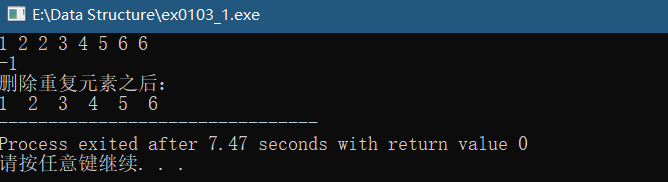 E:\Data Structure\ex0103_1.exe
1 2 2 3 4 5 6 6
-1
删除重复元素之后：
1  2  3  4  5  6
--------------------------------
Process exited after 7.47 seconds with return value 0
请按任意键继续. . .